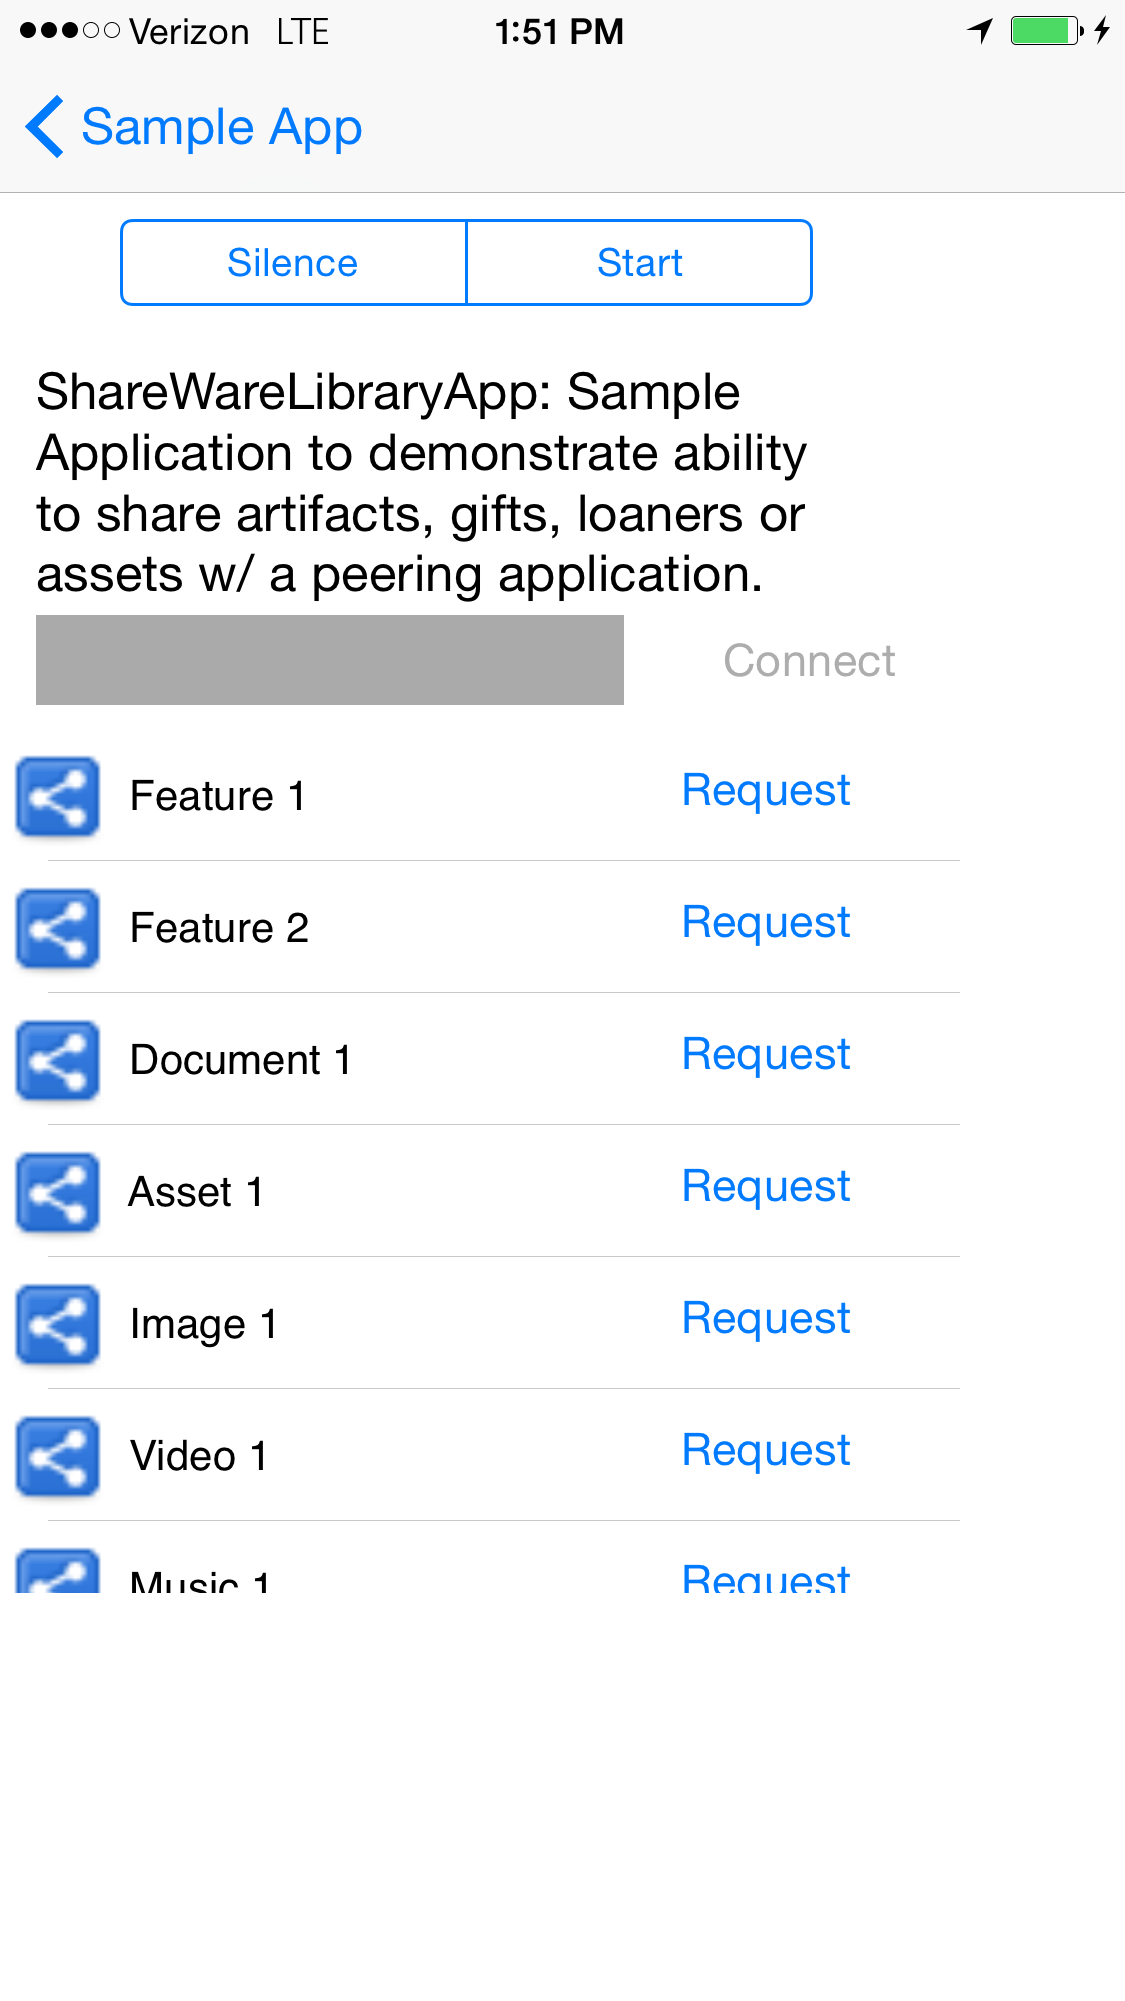 Verizon LTE 1:51 PM
Sample App
Silence Start
ShareWareLibraryApp: Sample
Application to demonstrate ability
to share artifacts, gifts, loaners or
assets w/ a peering application.
Connect
Feature 1 Request
Feature 2 Request
Document 1 Request
Asset 1 Request
Image 1 Request
Video 1 Request
Music 1 Request